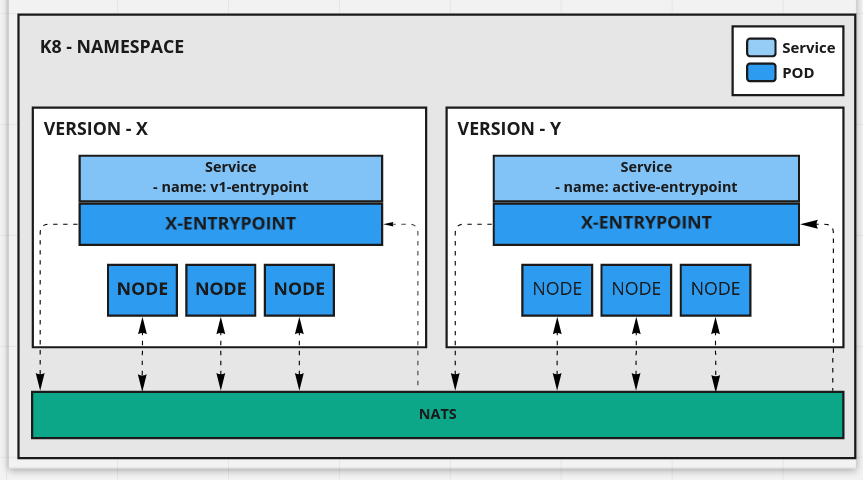 K8 - NAMESPACE
Service
POD
VERSION - X
Service
- name: v1-entrypoint
X-ENTRYPOINT
NODE
NODE
NODE
VERSION - Y
Service
- name: active-entrypoint
X-ENTRYPOINT
NODE
NODE
NODE
NATS